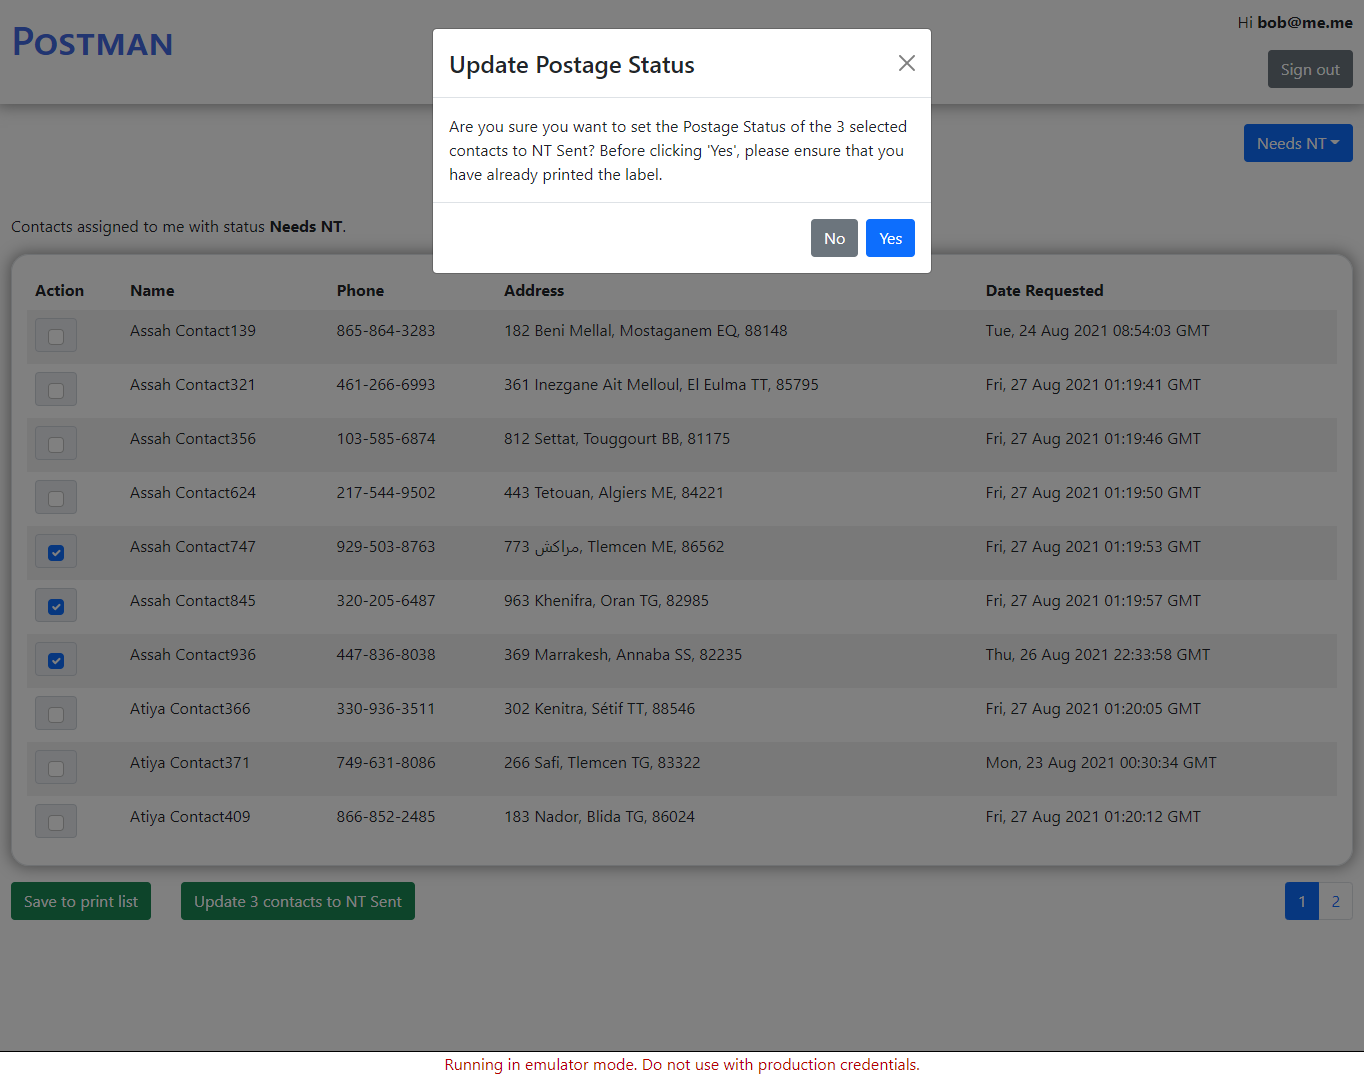 Postman
Hi bob@me.me
Sign out
Update Postage Status
Are you sure you want to set the Postage Status of the 3 selected
contacts to NT Sent? Before clicking 'Yes', please ensure that you
have already printed the label.
No Yes
Needs NT
Contacts assigned to me with status Needs NT.
Action Name Phone Address Date Requested
Assah Contact139 865-864-3283 182 Beni Mellal, Mostaganem EQ, 88148 Tue, 24 Aug 2021 08:54:03 GMT
Assah Contact321 461-266-6993 361 Inezgane Ait Melloul, El Eulma TT, 85795 Fri, 27 Aug 2021 01:19:41 GMT
Assah Contact356 103-585-6874 812 Settat, Touggourt BB, 81175 Fri, 27 Aug 2021 01:19:46 GMT
Assah Contact624 217-544-9502 443 Tetouan, Algiers ME, 84221 Fri, 27 Aug 2021 01:19:50 GMT
Assah Contact747 929-503-8763 773 مراكش, Tlemcen ME, 86562 Fri, 27 Aug 2021 01:19:53 GMT
Assah Contact845 320-205-6487 963 Khenifra, Oran TG, 82985 Fri, 27 Aug 2021 01:19:57 GMT
Assah Contact936 447-836-8038 369 Marrakesh, Annaba SS, 82235 Thu, 26 Aug 2021 22:33:58 GMT
Atiya Contact366 330-936-3511 302 Kenitra, Sétif TT, 88546 Fri, 27 Aug 2021 01:20:05 GMT
Atiya Contact371 749-631-8086 266 Safi, Tlemcen TG, 83322 Mon, 23 Aug 2021 00:30:34 GMT
Atiya Contact409 866-852-2485 183 Nador, Blida TG, 86024 Fri, 27 Aug 2021 01:20:12 GMT
Save to print list Update 3 contacts to NT Sent 1 2
Running in emulator mode. Do not use with production credentials.